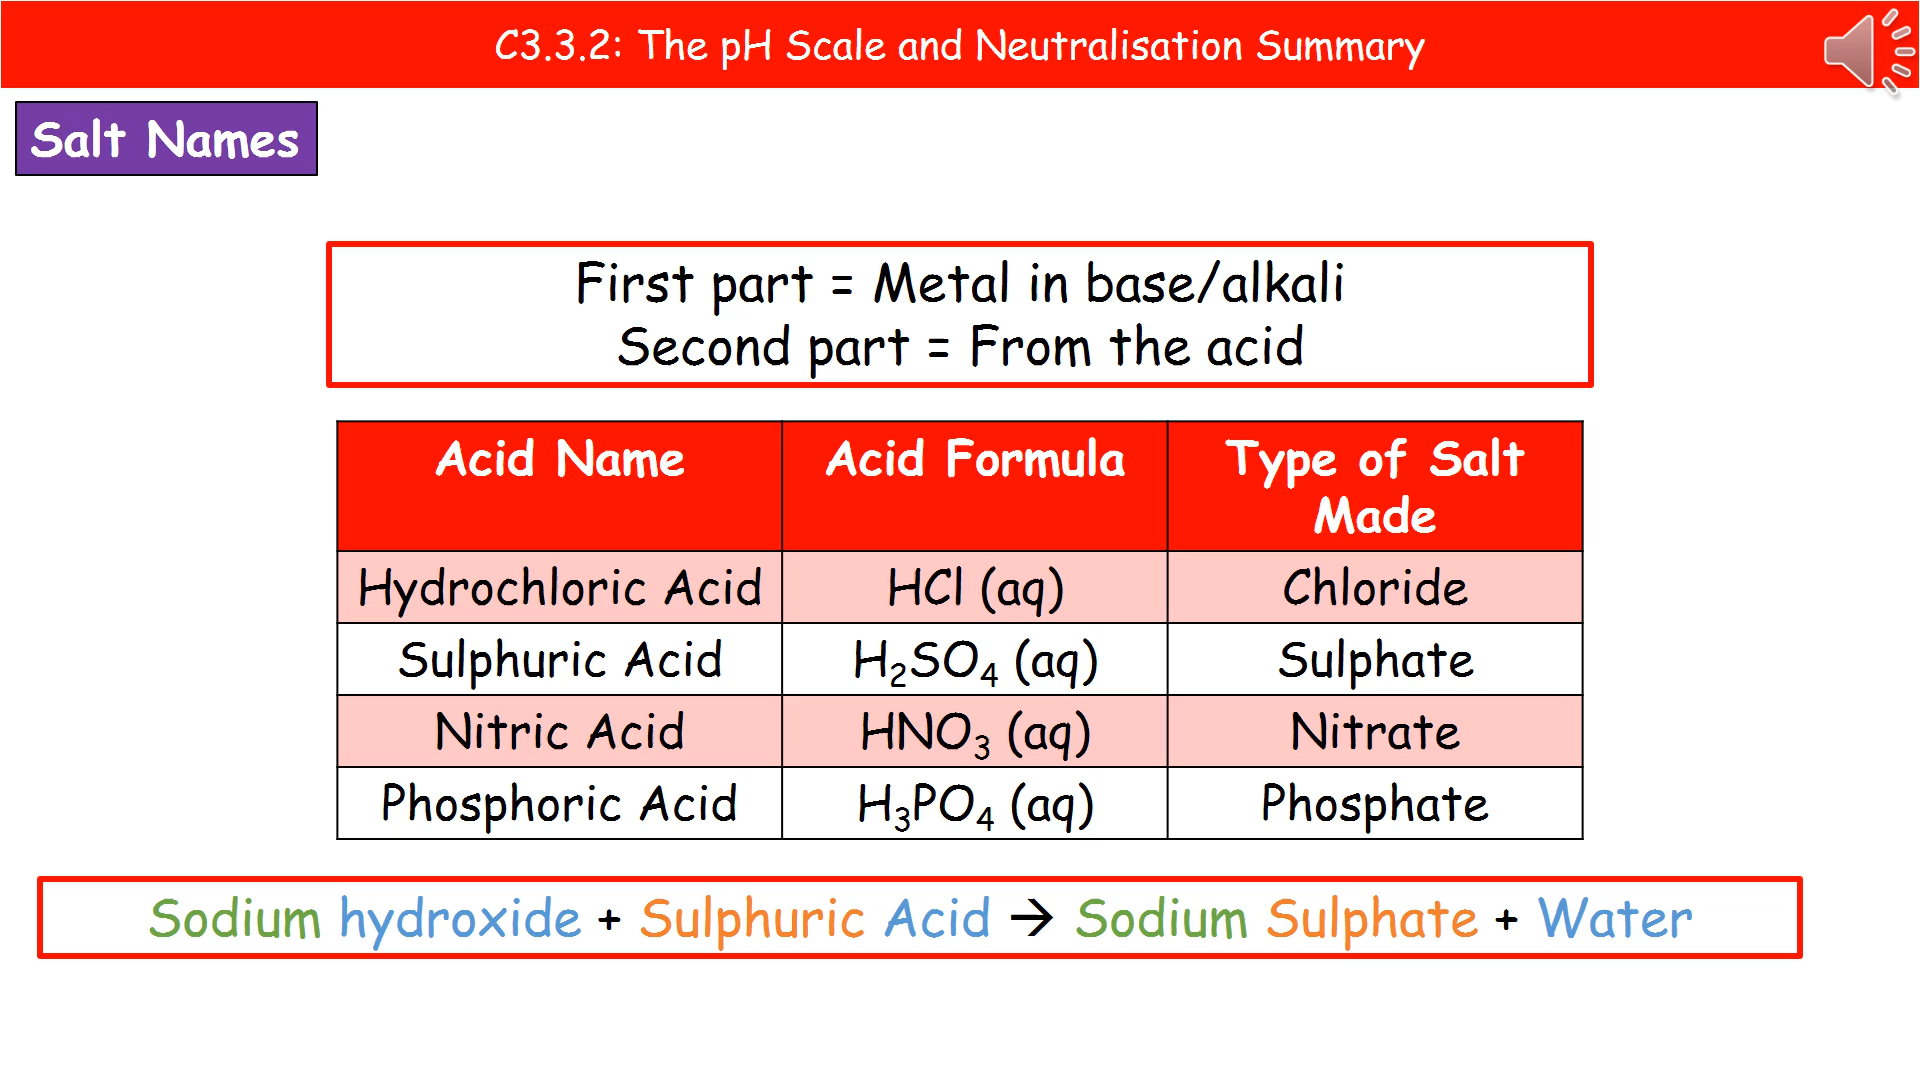 C3.3.2: The pH Scale and Neutralisation Summary
Salt Names
First part = Metal in base/alkali
Second part = From the acid
Acid Name Acid Formula Type of Salt
Made
Hydrochloric Acid HCl (aq) Chloride
Sulphuric Acid H₂SO₄ (aq) Sulphate
Nitric Acid HNO₃ (aq) Nitrate
Phosphoric Acid H₃PO₄ (aq) Phosphate
Sodium hydroxide + Sulphuric Acid → Sodium Sulphate + Water